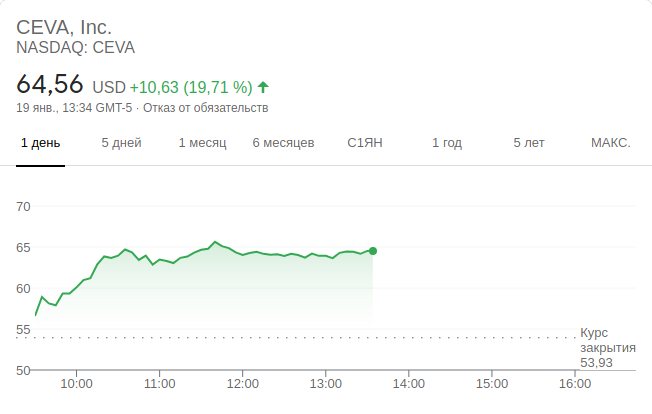 CEVA, Inc.
NASDAQ: CEVA
64,56 USD +10,63 (19,71 %)
19 янв., 13:34 GMT-5 · Отказ от обязательств
1 день 5 дней 1 месяц 6 месяцев С1ЯН 1 год 5 лет МАКС.
70
65
60
55
Курс
закрытия
53,93
50
10:00 11:00 12:00 13:00 14:00 15:00 16:00